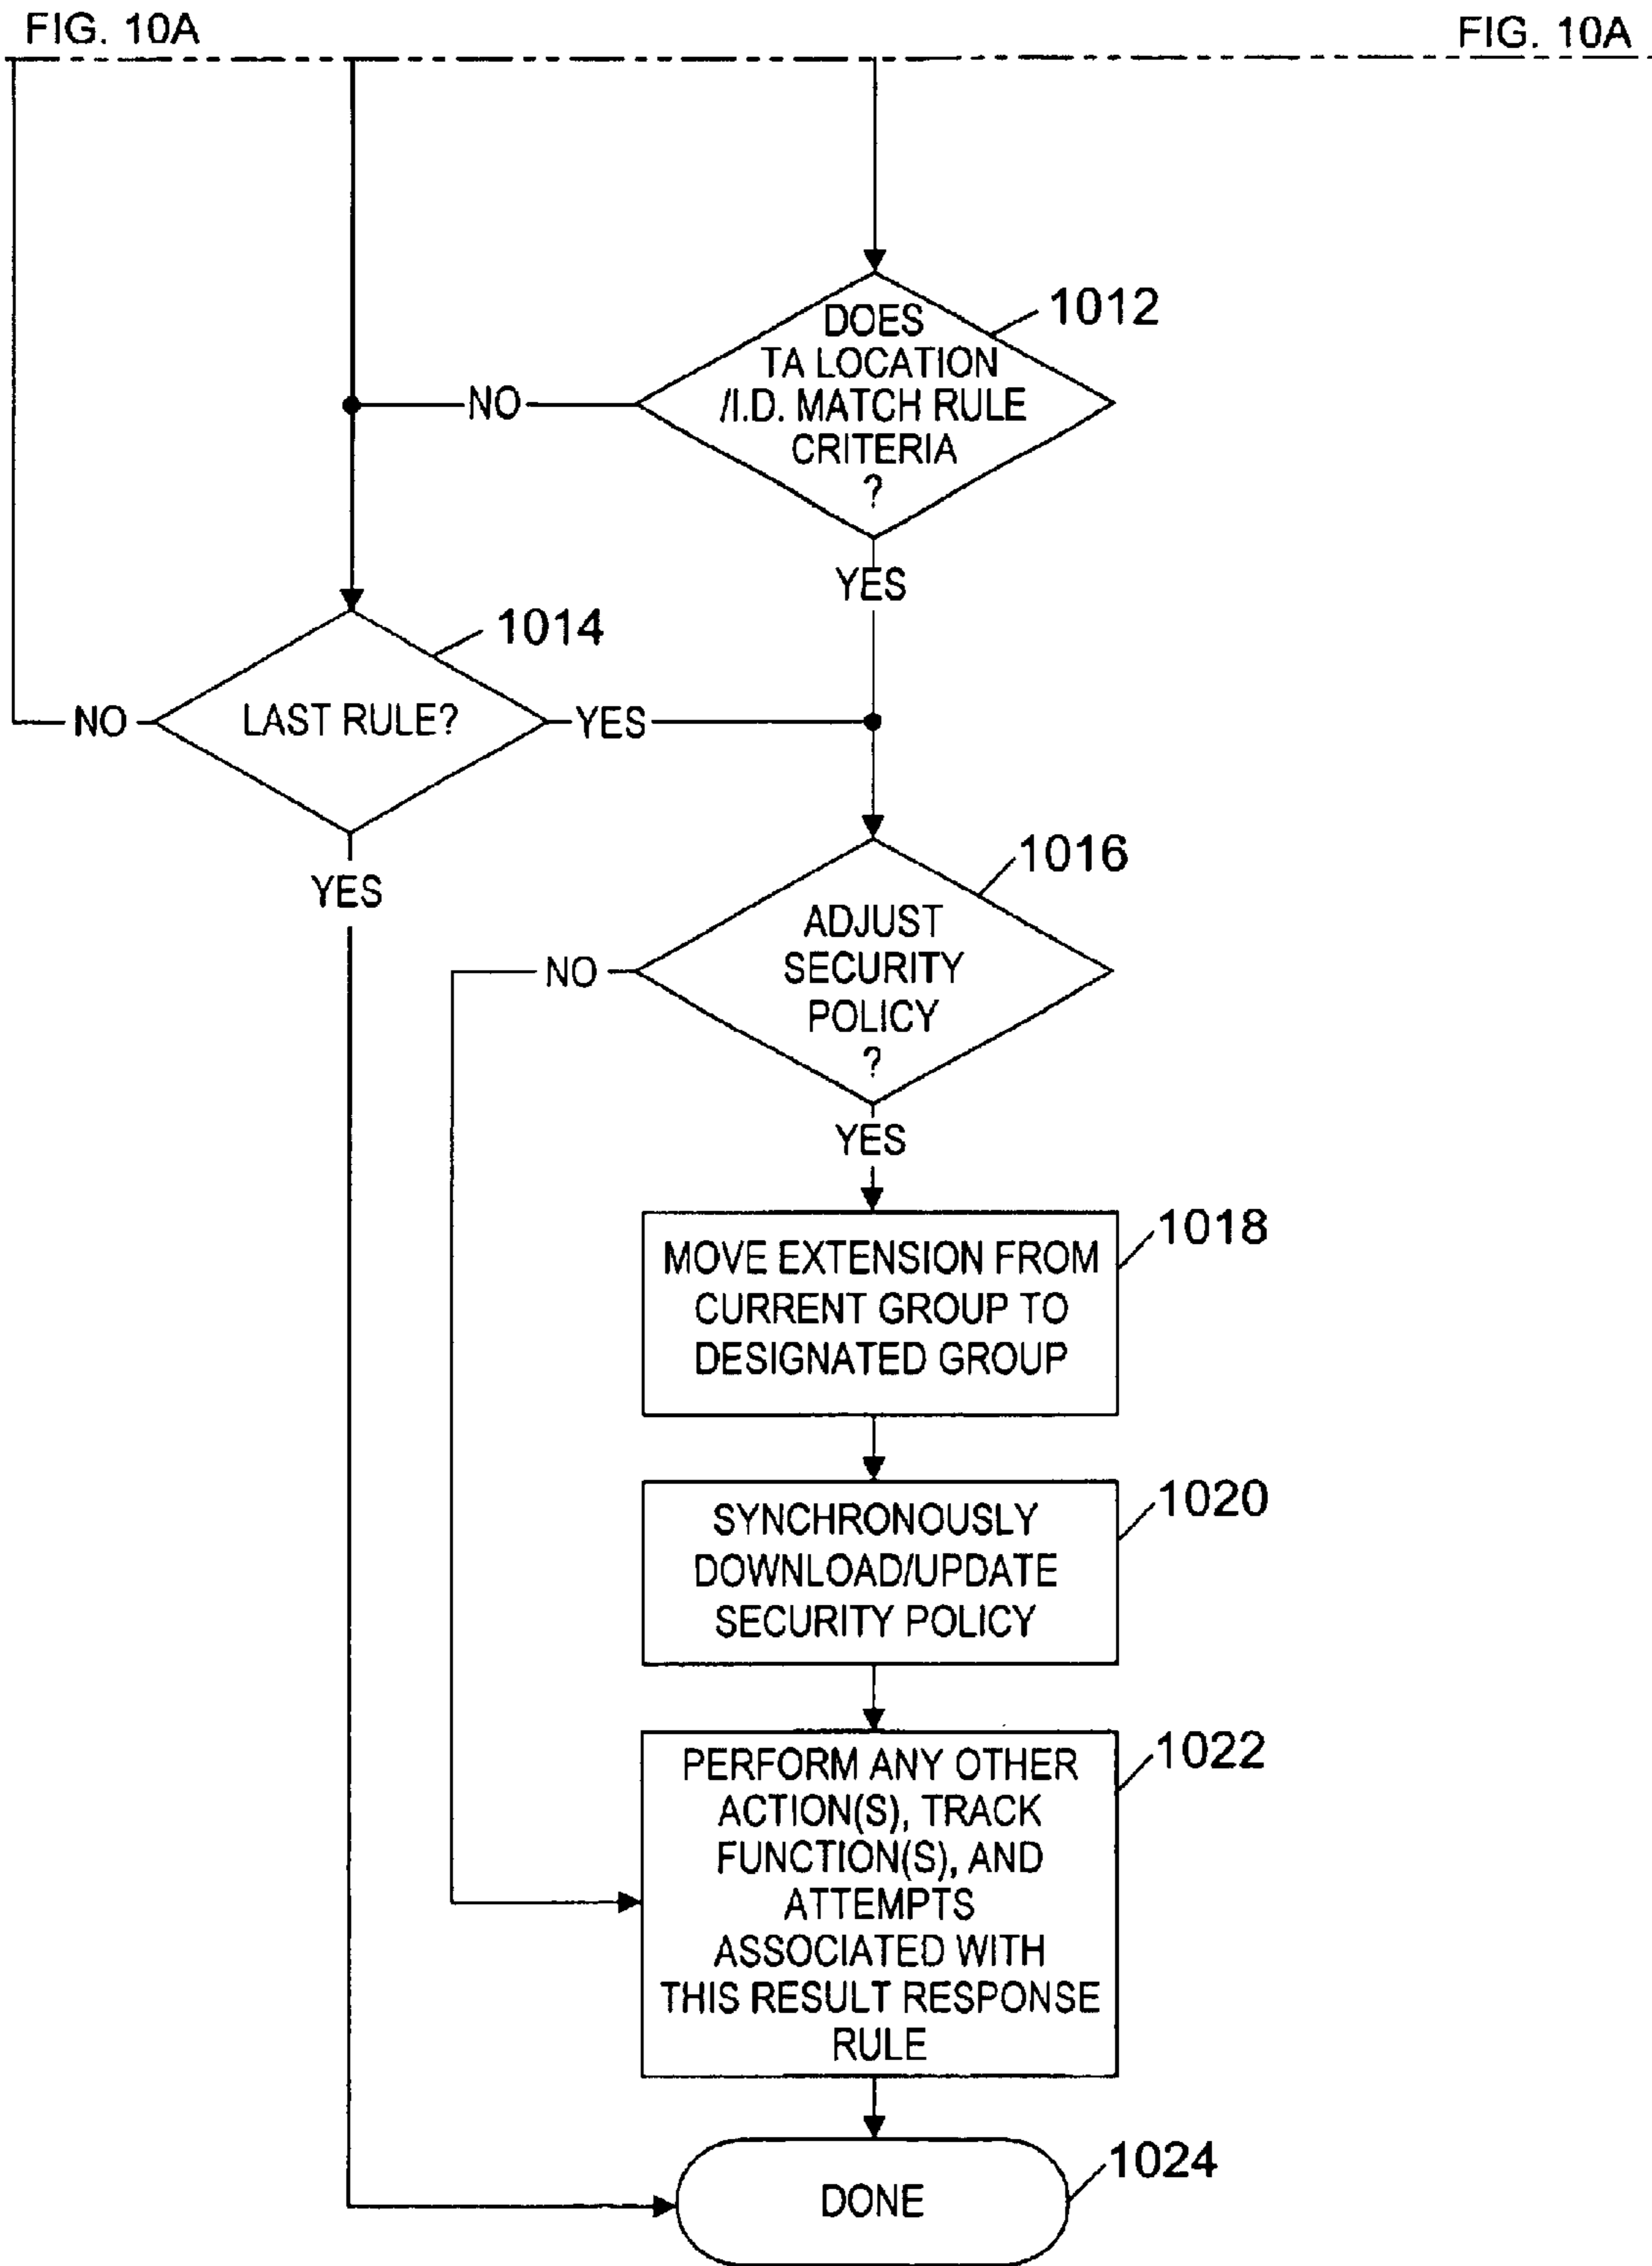 FIG. 10A
FIG. 10A
DOES
TA LOCATION
/I.D. MATCH RULE
CRITERIA
?
1012
NO
YES
1014
LAST RULE?
NO
YES
YES
1016
ADJUST
SECURITY
POLICY
?
NO
YES
1018
MOVE EXTENSION FROM
CURRENT GROUP TO
DESIGNATED GROUP
1020
SYNCHRONOUSLY
DOWNLOAD/UPDATE
SECURITY POLICY
1022
PERFORM ANY OTHER
ACTION(S), TRACK
FUNCTION(S), AND
ATTEMPTS
ASSOCIATED WITH
THIS RESULT RESPONSE
RULE
1024
DONE